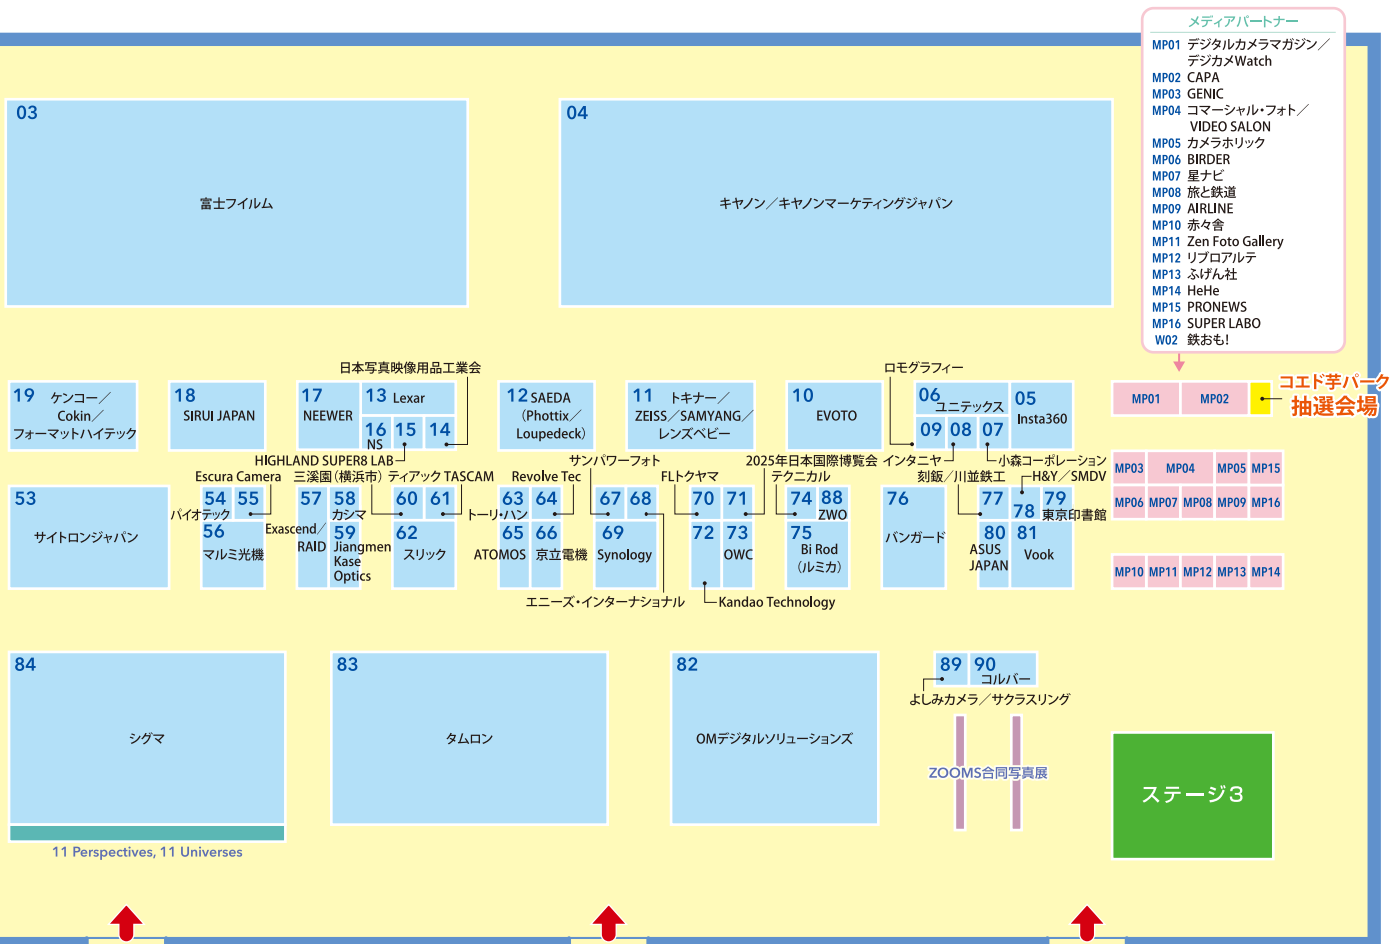 メディアパートナー
MP01 デジタルカメラマガジン／
デジカメWatch
MP02 CAPA
MP03 GENIC
MP04 コマーシャル・フォト／
VIDEO SALON
MP05 カメラホリック
MP06 BIRDER
MP07 星ナビ
MP08 旅と鉄道
MP09 AIRLINE
MP10 赤々舎
MP11 Zen Foto Gallery
MP12 リブロアルテ
MP13 ふげん社
MP14 HeHe
MP15 PRONEWS
MP16 SUPER LABO
W02 鉄おも!
03
富士フイルム
04
キヤノン／キヤノンマーケティングジャパン
日本写真映像用品工業会
ロモグラフィー
19 ケンコー／
Cokin／
フォーマットハイテック
18
SIRUI JAPAN
17
NEEWER
13 Lexar
16
NS
15
14
12 SAEDA
(Phottix／
Loupedeck)
11 トキナー／
ZEISS／SAMYANG／
レンズベビー
10
EVOTO
06
ユニテックス
09
08
07
05
Insta360
MP01
MP02
コエド芋パーク
抽選会場
HIGHLAND SUPER8 LAB
サンパワーフォト
2025年日本国際博覧会
インタニヤ
小森コーポレーション
Escura Camera
三溪園(横浜市)
ティアック TASCAM
Revolve Tec
FLトクヤマ
テクニカル
刻鈑／川並鉄工
H&Y／SMDV
MP03
MP04
MP05
MP15
53
サイトロンジャパン
54
パイオテック
55
56
マルミ光機
57
Exascend／
RAID
58
カシマ
59
Jiangmen
Kase
Optics
60
61
62
スリック
63
トーリ・ハン
64
65
ATOMOS
66
京立電機
67
68
69
Synology
70
71
72
73
OWC
74
88
ZWO
75
Bi Rod
(ルミカ)
76
バンガード
77
78
79
東京印書館
80
ASUS
JAPAN
81
Vook
MP06
MP07
MP08
MP09
MP16
MP10
MP11
MP12
MP13
MP14
エニーズ・インターナショナル
Kandao Technology
84
シグマ
83
タムロン
82
OMデジタルソリューションズ
89
90
コルバー
よしみカメラ／サクラスリング
ZOOMS合同写真展
ステージ3
11 Perspectives, 11 Universes